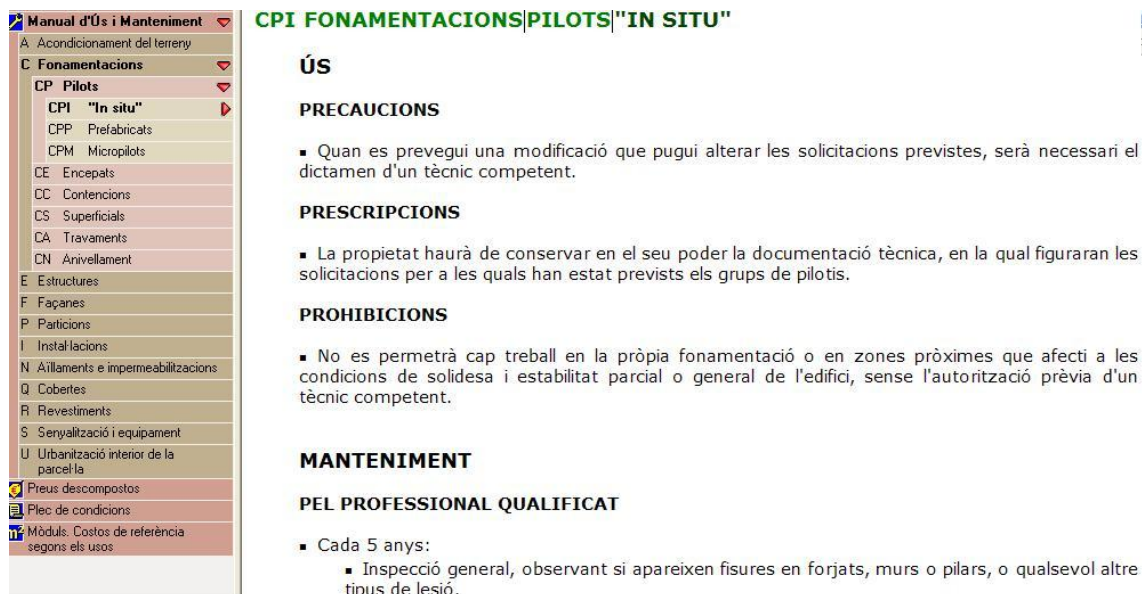 Manual d'Ús i Manteniment
A Acondicionament del terreny
C Fonamentacions
CP Pilots
CPI "In situ"
CPP Prefabricats
CPM Micropilots
CE Encepats
CC Contencions
CS Superficials
CA Travaments
CN Anivellament
E Estructures
F Façanes
P Particions
I Instal·lacions
N Aïllaments e impermeabilitzacions
Q Cobertes
R Revestiments
S Senyalització i equipament
U Urbanització interior de la
parcel·la
Preus descompostos
Plec de condicions
m² Mòduls. Costos de referència
segons els usos
CPI FONAMENTACIONS|PILOTS|"IN SITU"
ÚS
PRECAUCIONS
▪ Quan es prevegui una modificació que pugui alterar les solicitacions previstes, serà necessari el
dictamen d'un tècnic competent.
PRESCRIPCIONS
▪ La propietat haurà de conservar en el seu poder la documentació tècnica, en la qual figuraran les
solicitacions per a les quals han estat prevists els grups de pilotis.
PROHIBICIONS
▪ No es permetrà cap treball en la pròpia fonamentació o en zones pròximes que afecti a les
condicions de solidesa i estabilitat parcial o general de l'edifici, sense l'autorització prèvia d'un
tècnic competent.
MANTENIMENT
PEL PROFESSIONAL QUALIFICAT
▪ Cada 5 anys:
▪ Inspecció general, observant si apareixen fisures en forjats, murs o pilars, o qualsevol altre
tipus de lesió.